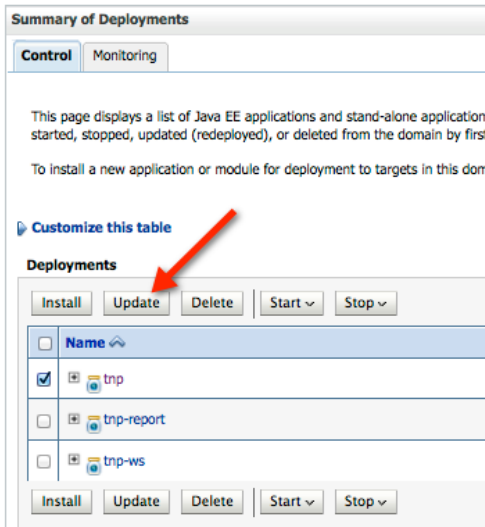 Summary of Deployments
Control Monitoring
This page displays a list of Java EE applications and stand-alone application
started, stopped, updated (redeployed), or deleted from the domain by first
To install a new application or module for deployment to targets in this dom
Customize this table
Deployments
Install Update Delete Start Stop
Name
tnp
tnp-report
tnp-ws
Install Update Delete Start Stop